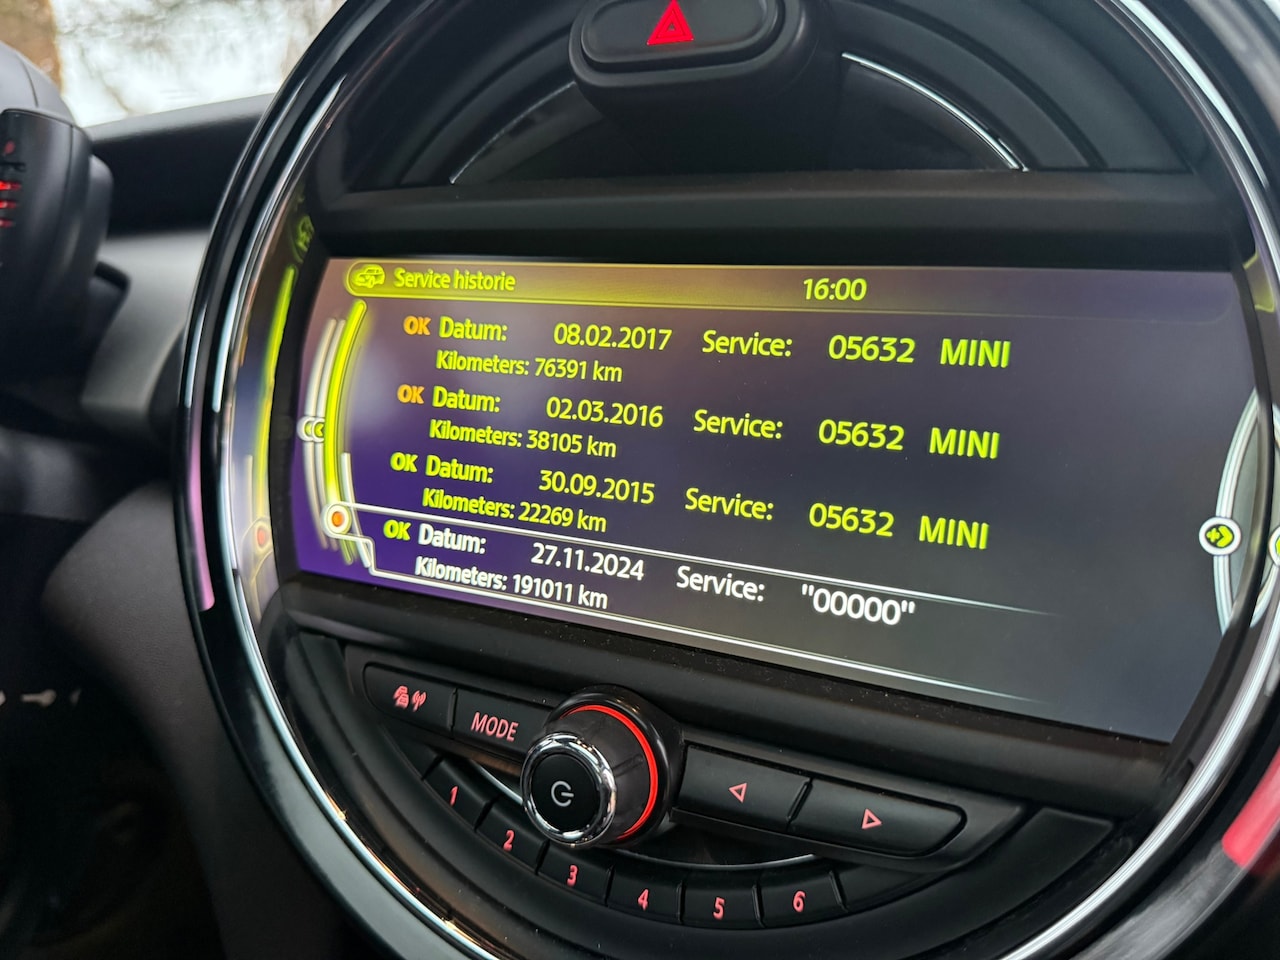 Service historie 16:00
OK Datum: 08.02.2017 Service: 05632 MINI
Kilometers: 76391 km
OK Datum: 02.03.2016 Service: 05632 MINI
Kilometers: 38105 km
OK Datum: 30.09.2015 Service: 05632 MINI
Kilometers: 22269 km
OK Datum: 27.11.2024 Service: "00000"
Kilometers: 191011 km
MODE
1 2 3 4 5 6